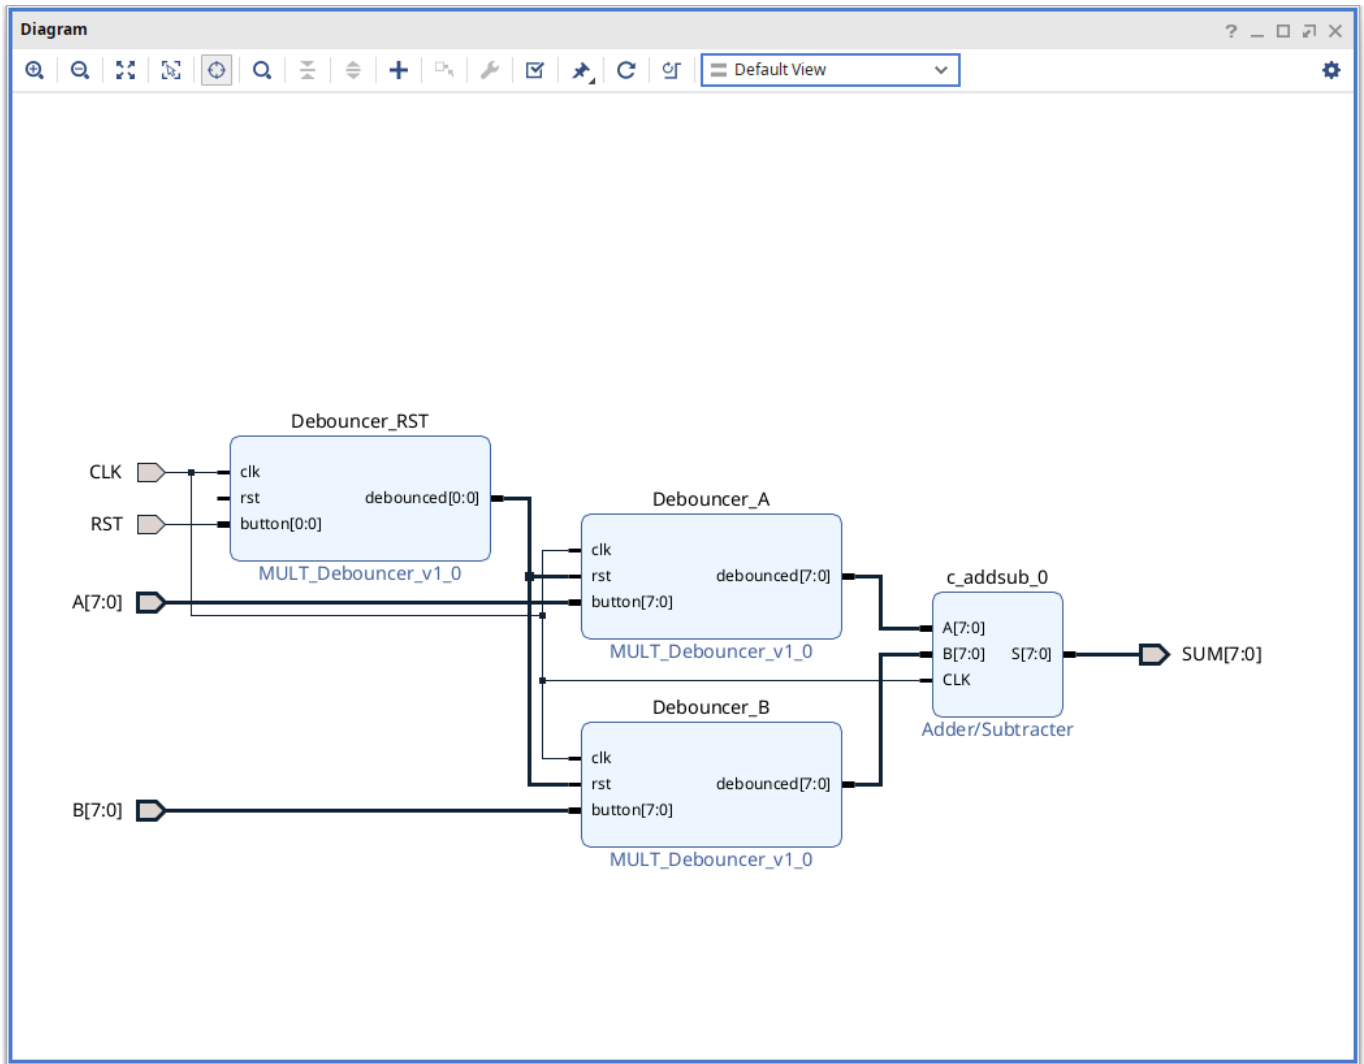 Diagram
Default View
Debouncer_RST
CLK
clk
rst
debounced[0:0]
RST
button[0:0]
MULT_Debouncer_v1_0
Debouncer_A
clk
rst
debounced[7:0]
A[7:0]
button[7:0]
MULT_Debouncer_v1_0
c_addsub_0
A[7:0]
B[7:0]
S[7:0]
SUM[7:0]
CLK
Adder/Subtracter
Debouncer_B
clk
rst
debounced[7:0]
B[7:0]
button[7:0]
MULT_Debouncer_v1_0